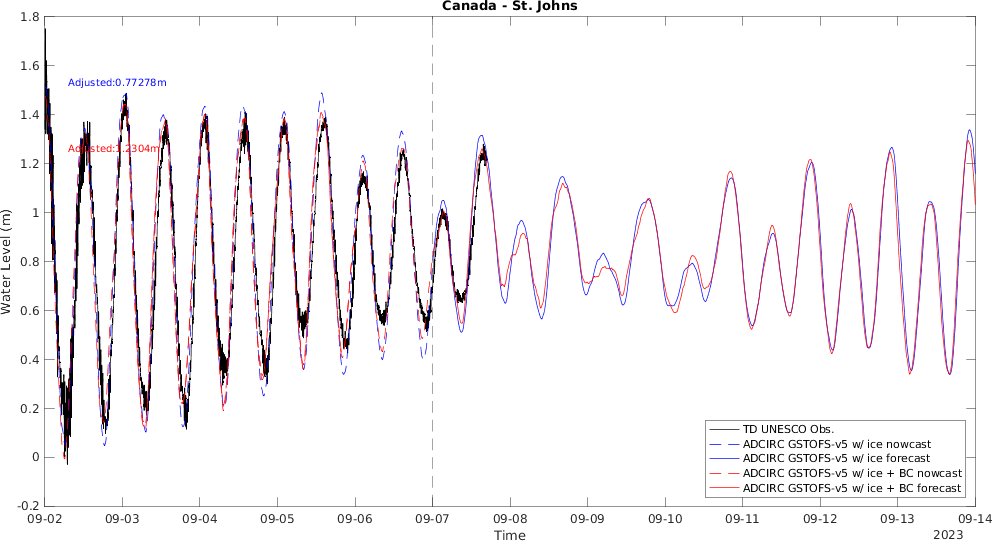 Canada - St. Johns
1.8
1.6
1.4
1.2
1
0.8
0.6
0.4
0.2
0
-0.2
Water Level (m)
Adjusted:0.77278m
Adjusted:1.2304m
TD UNESCO Obs.
ADCIRC GSTOFS-v5 w/ ice nowcast
ADCIRC GSTOFS-v5 w/ ice forecast
ADCIRC GSTOFS-v5 w/ ice + BC nowcast
ADCIRC GSTOFS-v5 w/ ice + BC forecast
09-02 09-03 09-04 09-05 09-06 09-07 09-08 09-09 09-10 09-11 09-12 09-13 09-14
Time
2023